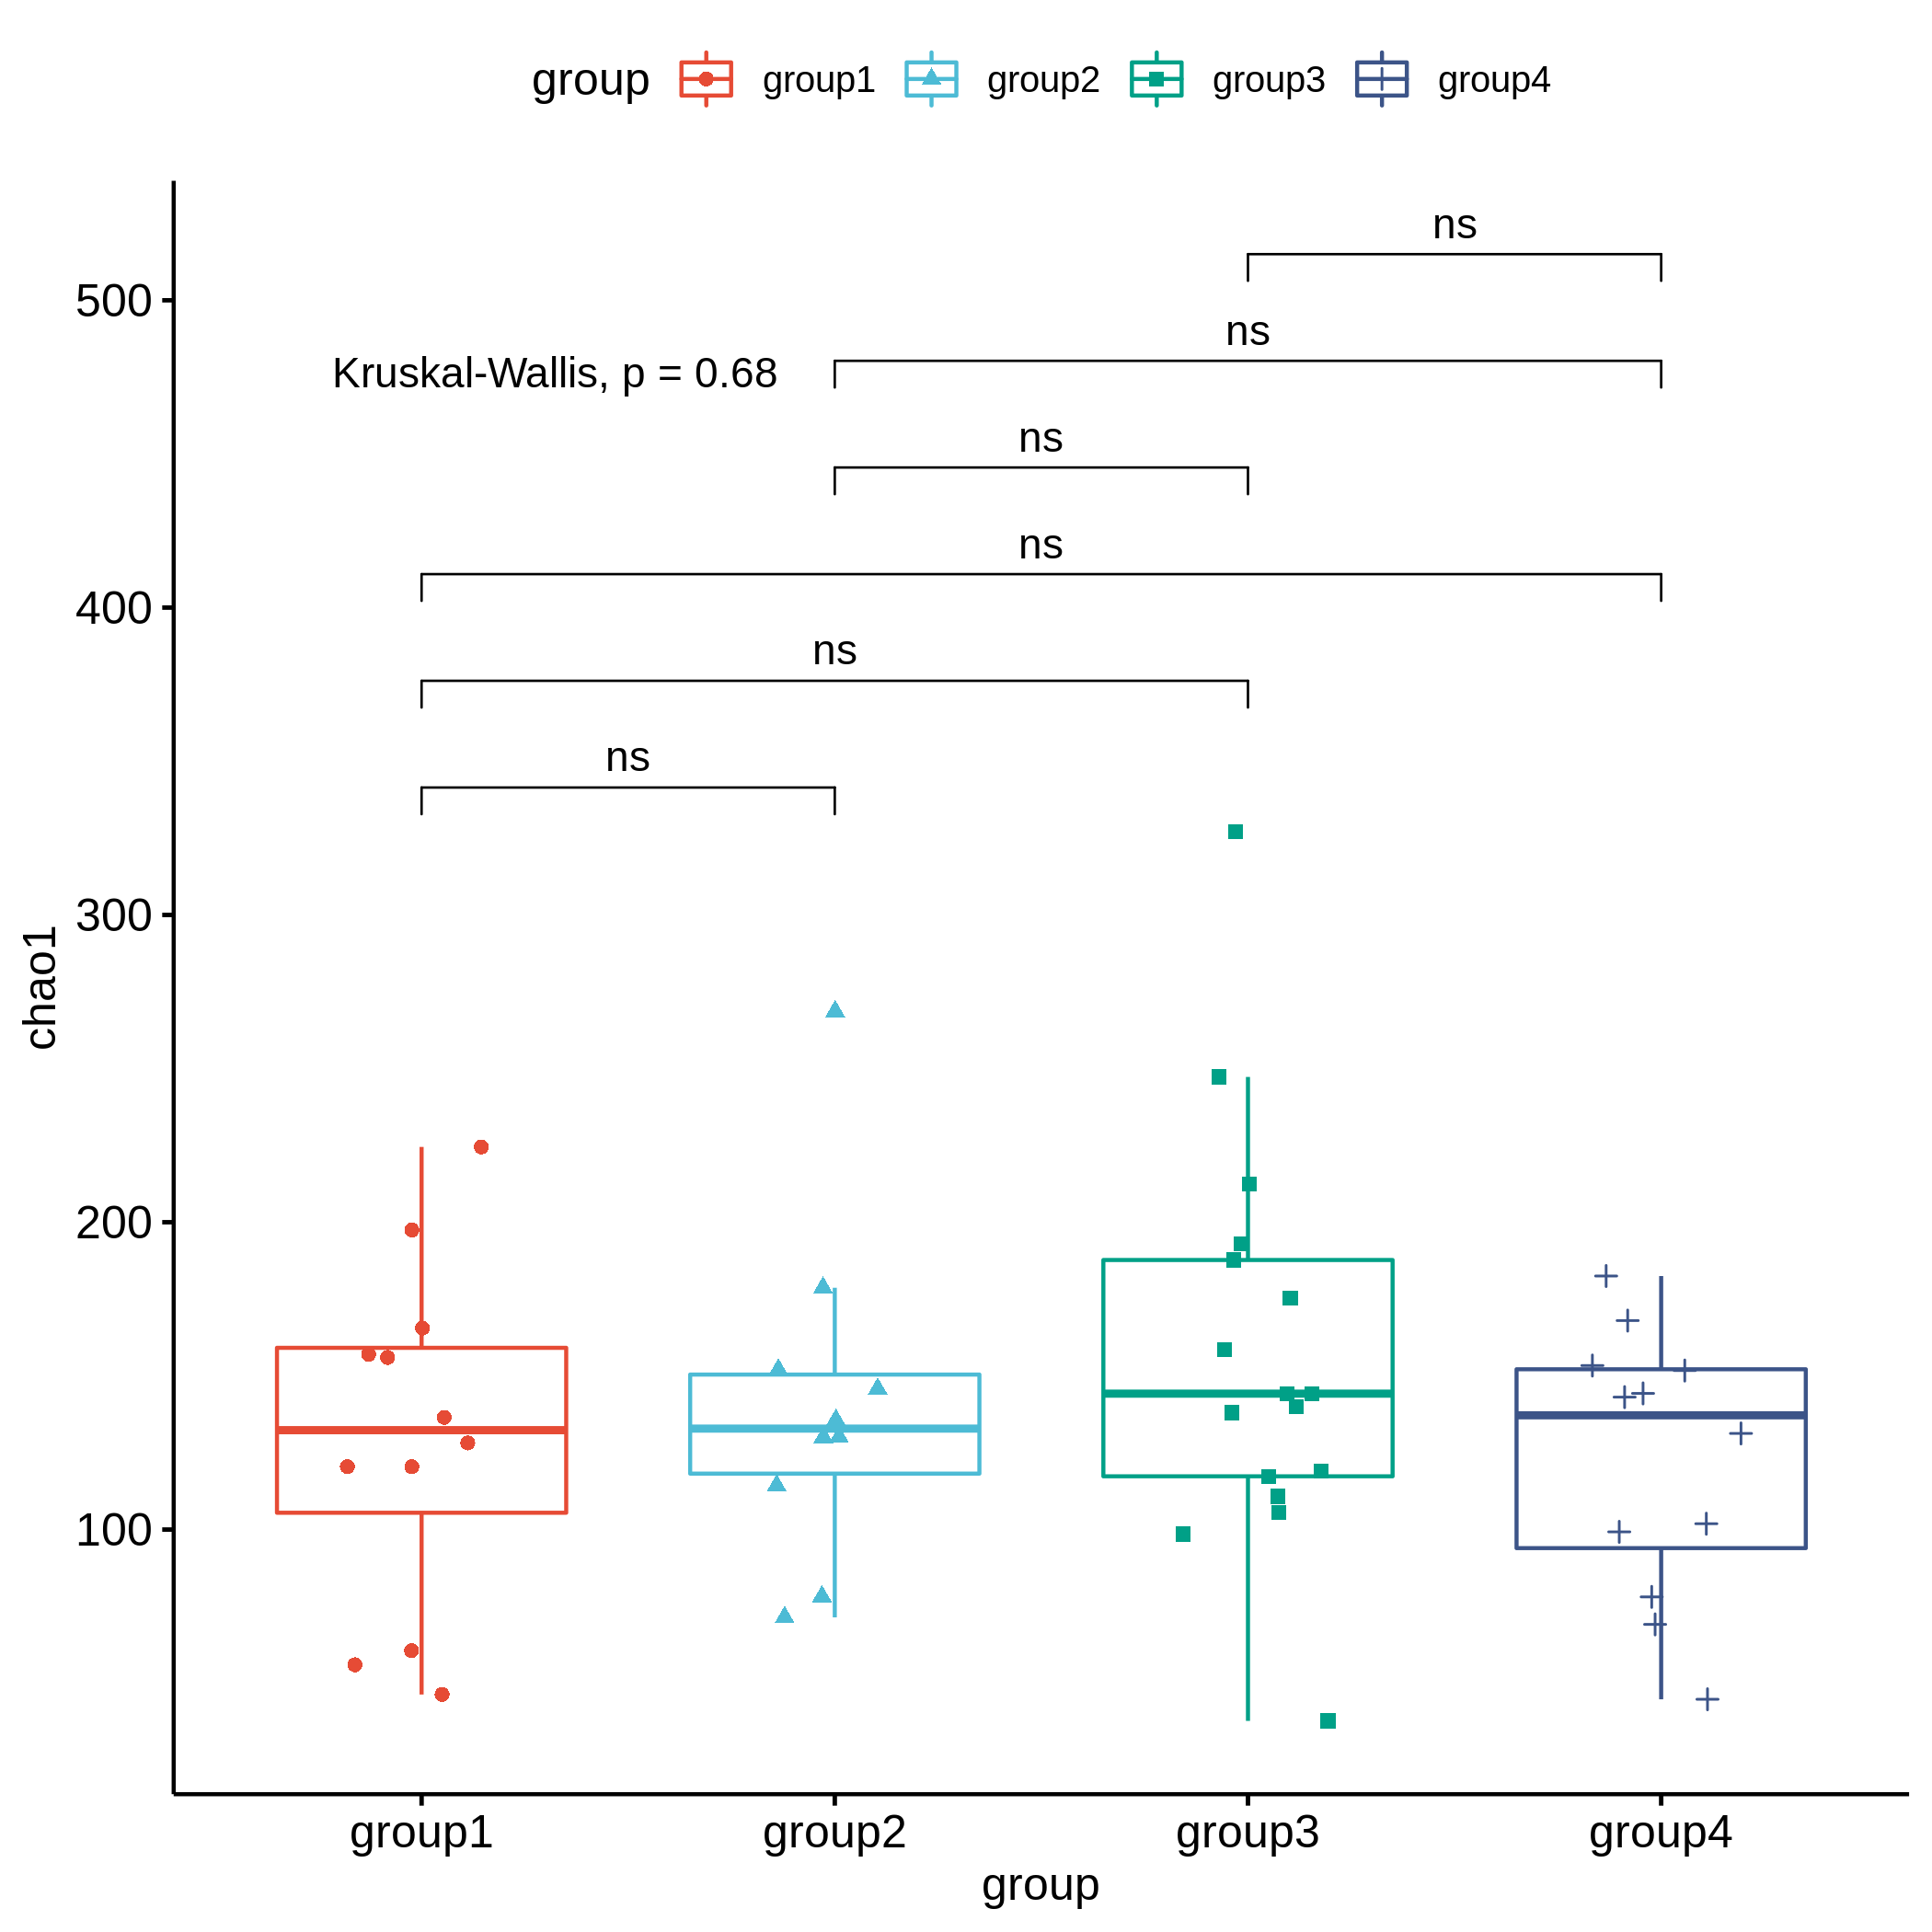 group group1 group2 group3 group4
ns
500
ns
Kruskal-Wallis, p = 0.68
ns
ns
400
ns
ns
300
chao1
200
100
group1 group2 group3 group4
group